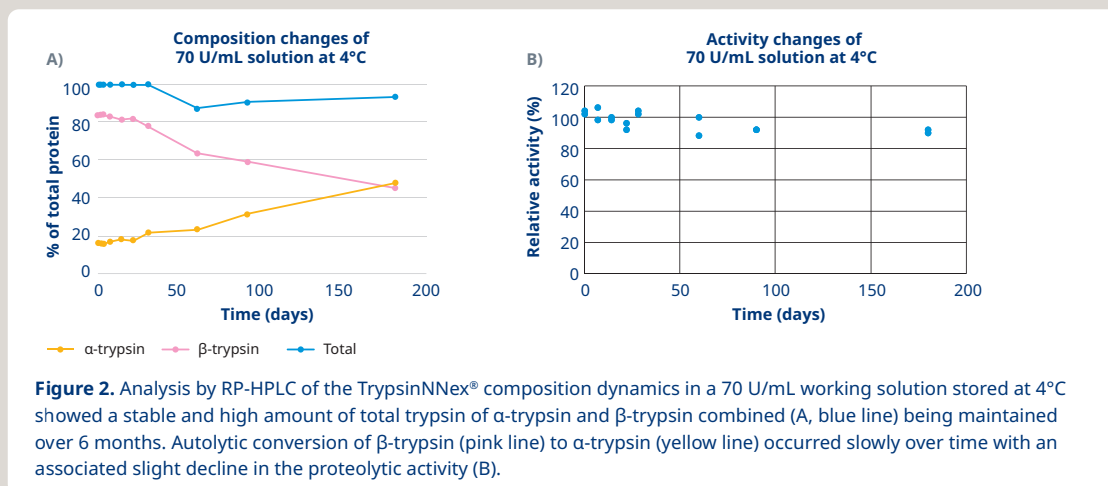 A)
Composition changes of
70 U/mL solution at 4°C
% of total protein
100
80
60
40
20
0
0 50 100 150 200
Time (days)
α-trypsin β-trypsin Total
B)
Activity changes of
70 U/mL solution at 4°C
Relative activity (%)
120
100
80
60
40
20
0
0 50 100 150 200
Time (days)
Figure 2. Analysis by RP-HPLC of the TrypsinNNex® composition dynamics in a 70 U/mL working solution stored at 4°C
showed a stable and high amount of total trypsin of α-trypsin and β-trypsin combined (A, blue line) being maintained
over 6 months. Autolytic conversion of β-trypsin (pink line) to α-trypsin (yellow line) occurred slowly over time with an
associated slight decline in the proteolytic activity (B).